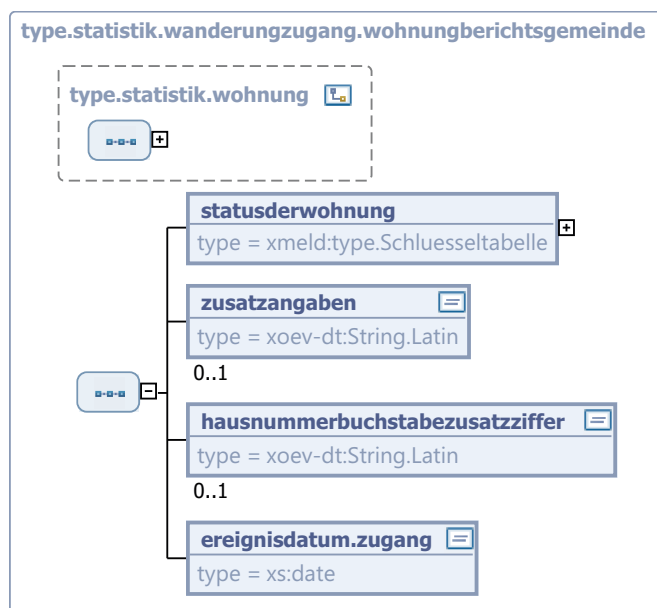 type.statistik.wanderungzugang.wohnungberichtsgemeinde
type.statistik.wohnung
statusderwohnung
type = xmeld:type.Schluesseltabelle
zusatzangaben
type = xoev-dt:String.Latin
0..1
hausnummerbuchstabezusatzziffer
type = xoev-dt:String.Latin
0..1
ereignisdatum.zugang
type = xs:date